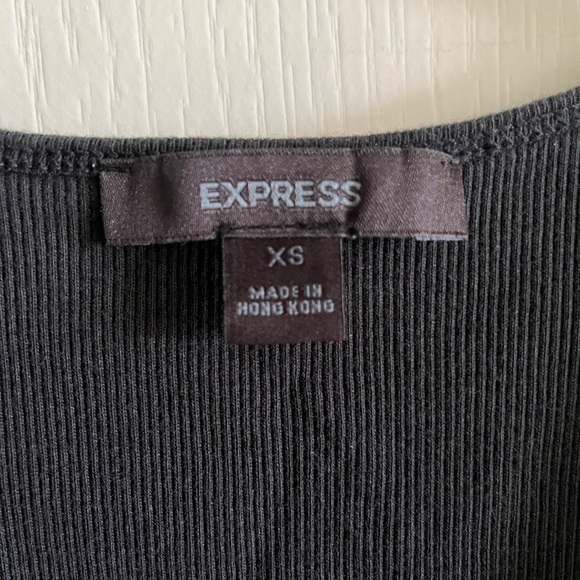 EXPRESS
XS
MADE IN
HONG KONG